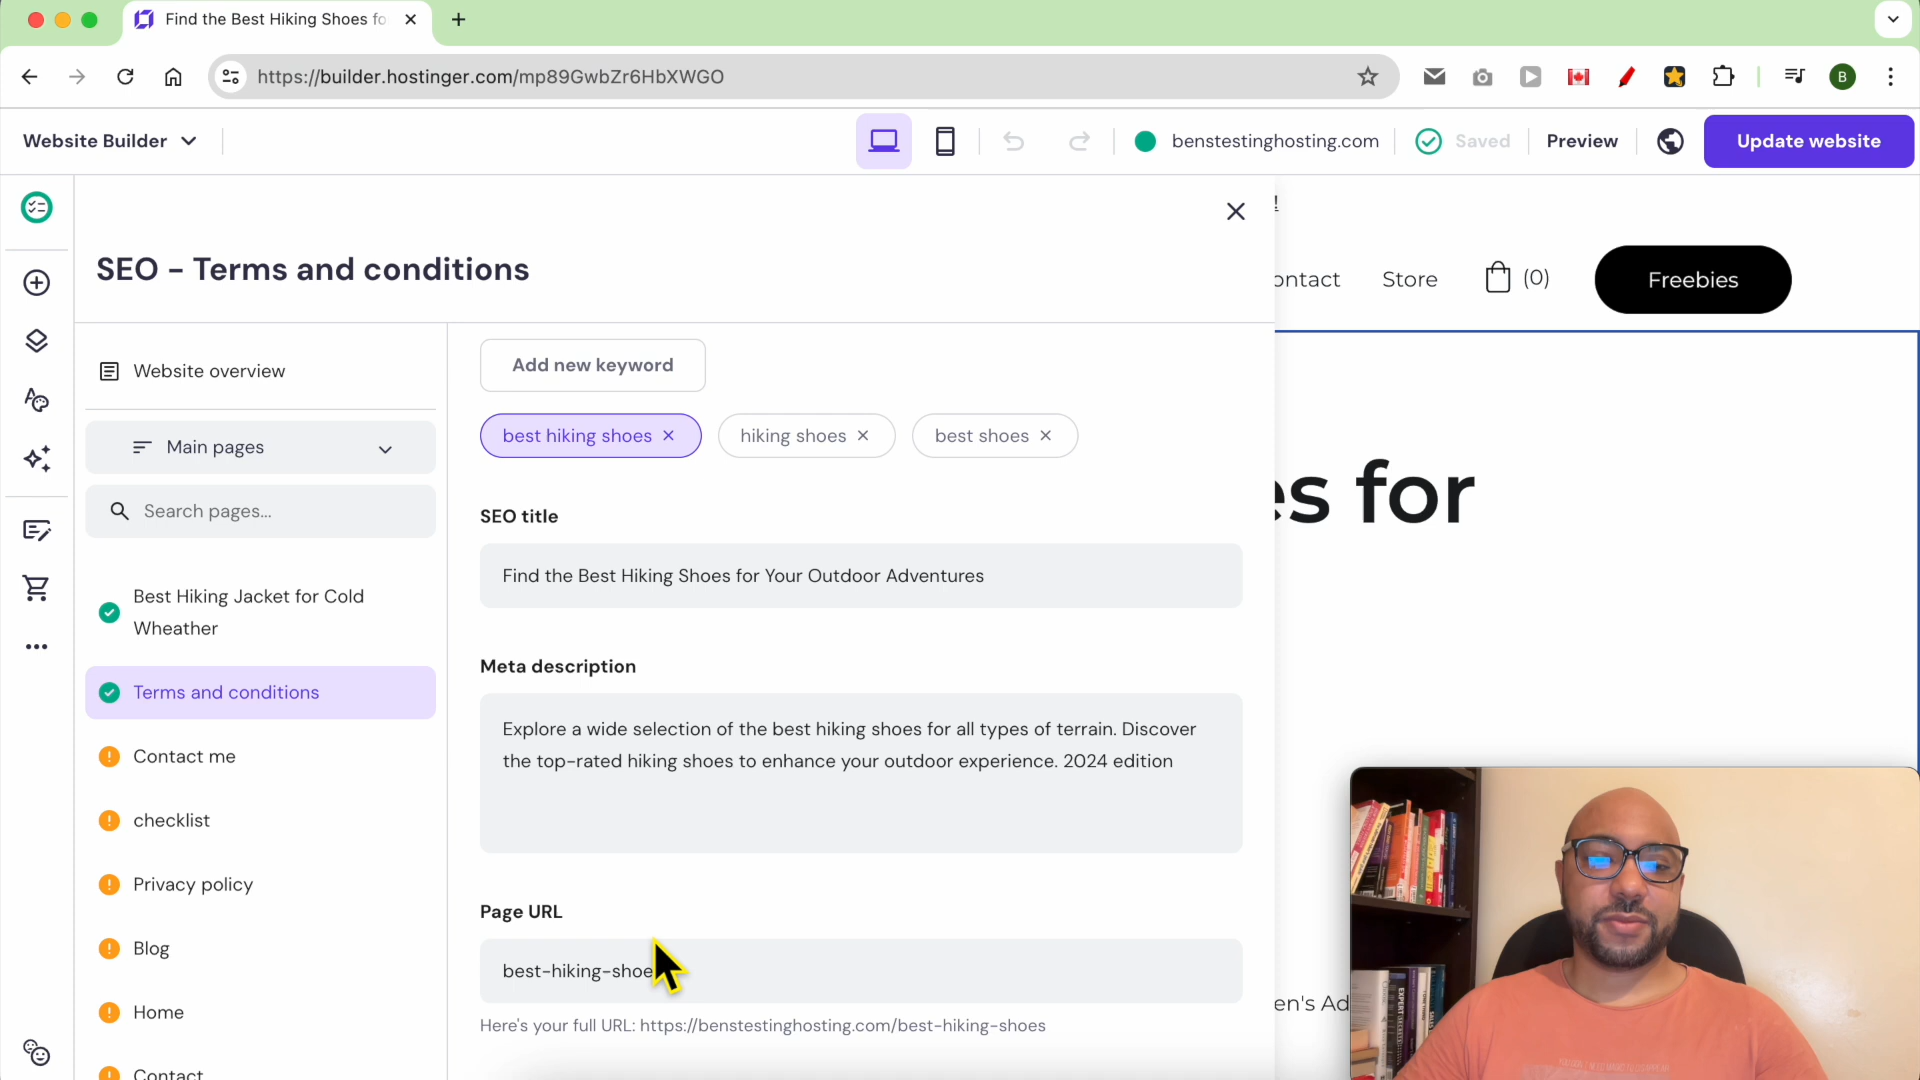 Find the Best Hiking Shoes fo
https://builder.hostinger.com/mp89GwbZr6HbXWGO
B
Website Builder
benstestinghosting.com
Saved
Preview
Update website
SEO - Terms and conditions
ontact
Store
(0)
Freebies
Website overview
Main pages
Search pages...
Best Hiking Jacket for Cold
Wheather
Terms and conditions
Contact me
checklist
Privacy policy
Blog
Home
Contact
Add new keyword
best hiking shoes ×
hiking shoes ×
best shoes ×
SEO title
Find the Best Hiking Shoes for Your Outdoor Adventures
Meta description
Explore a wide selection of the best hiking shoes for all types of terrain. Discover
the top-rated hiking shoes to enhance your outdoor experience. 2024 edition
Page URL
best-hiking-shoe
Here's your full URL: https://benstestinghosting.com/best-hiking-shoes
es for
en's Ad